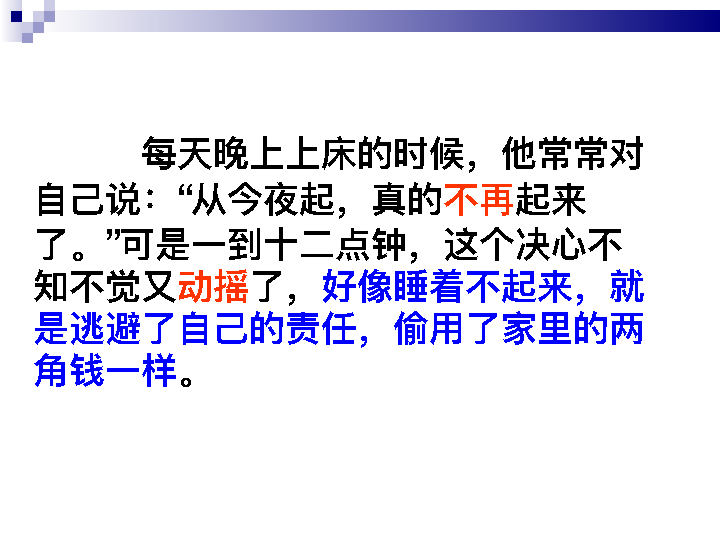 每天晚上上床的时候，他常常对
自己说：“从今夜起，真的不再起来
了。”可是一到十二点钟，这个决心不
知不觉又动摇了，好像睡着不起来，就
是逃避了自己的责任，偷用了家里的两
角钱一样。